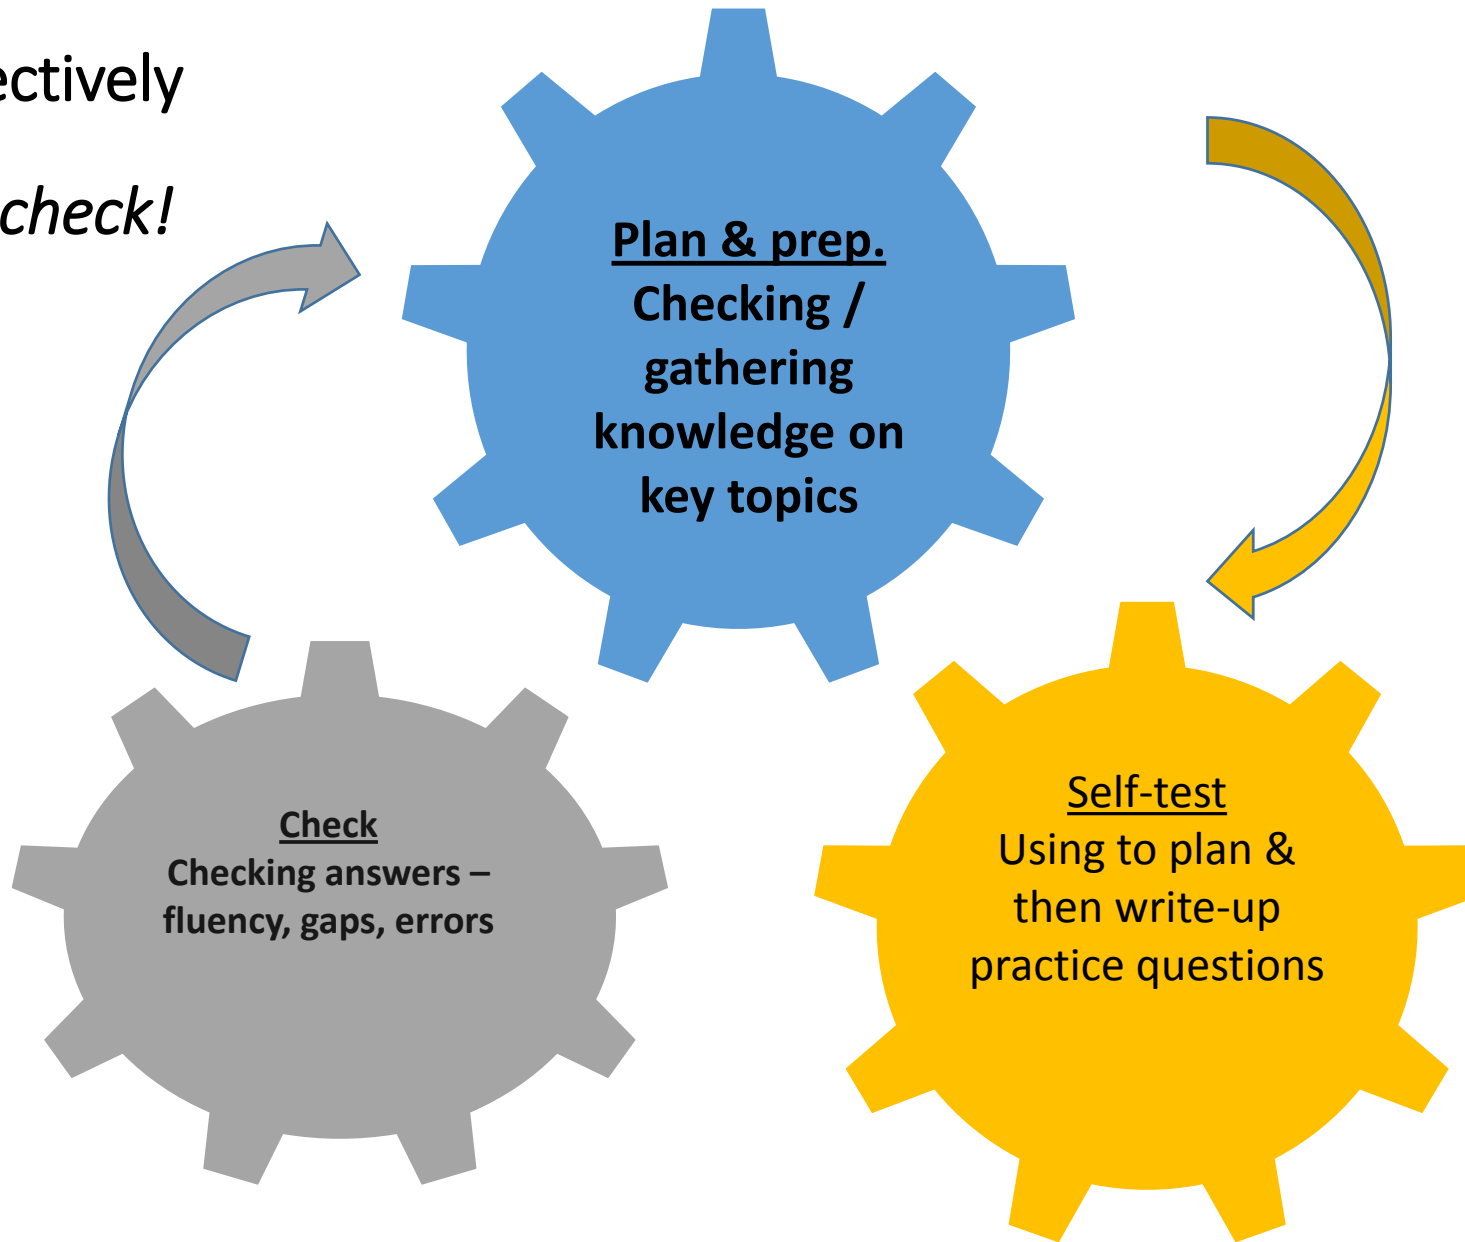 ectively
check!
Plan & prep.
Checking /
gathering
knowledge on
key topics
Check
Checking answers –
fluency, gaps, errors
Self-test
Using to plan &
then write-up
practice questions